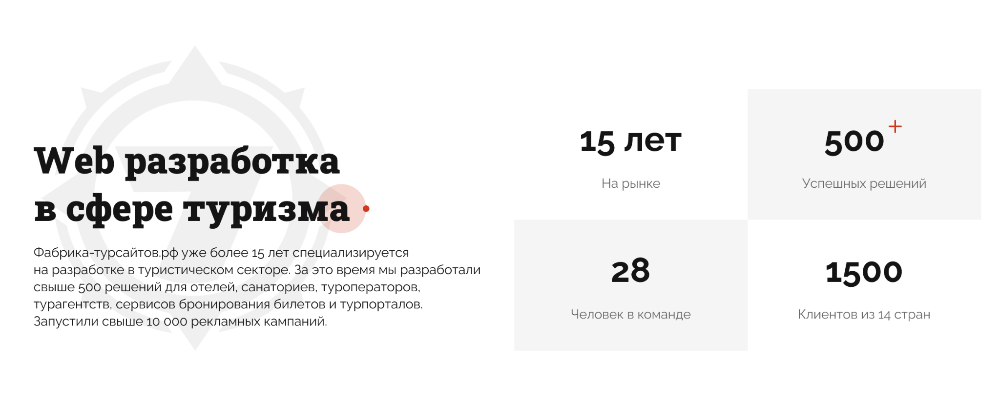 Web разработка
в сфере туризма
Фабрика-турсайтов.рф уже более 15 лет специализируется
на разработке в туристическом секторе. За это время мы разработали
свыше 500 решений для отелей, санаториев, туроператоров,
турагентств, сервисов бронирования билетов и турпорталов.
Запустили свыше 10 000 рекламных кампаний.
15 лет
На рынке
500+
Успешных решений
28
Человек в команде
1500
Клиентов из 14 стран